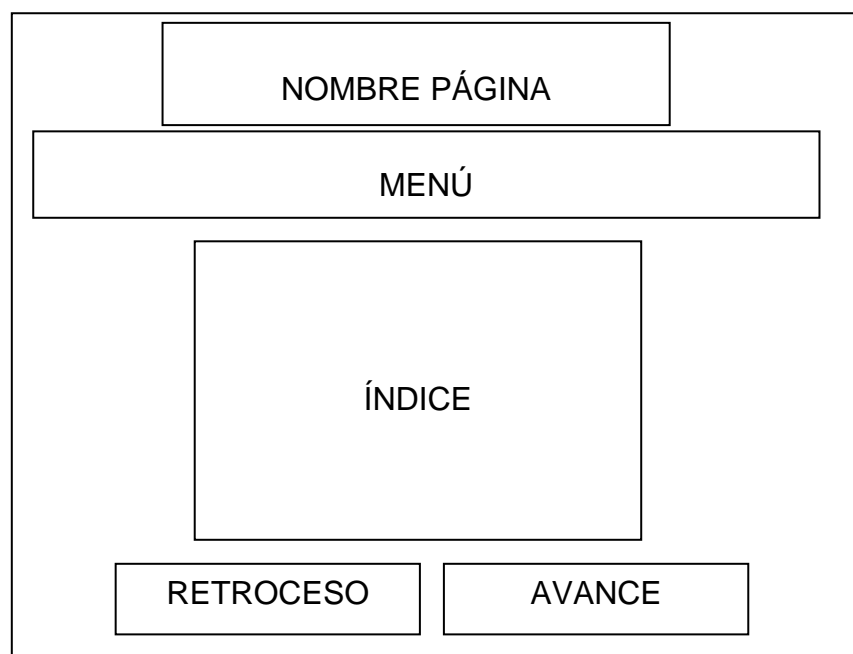 NOMBRE PÁGINA
MENÚ
ÍNDICE
RETROCESO
AVANCE